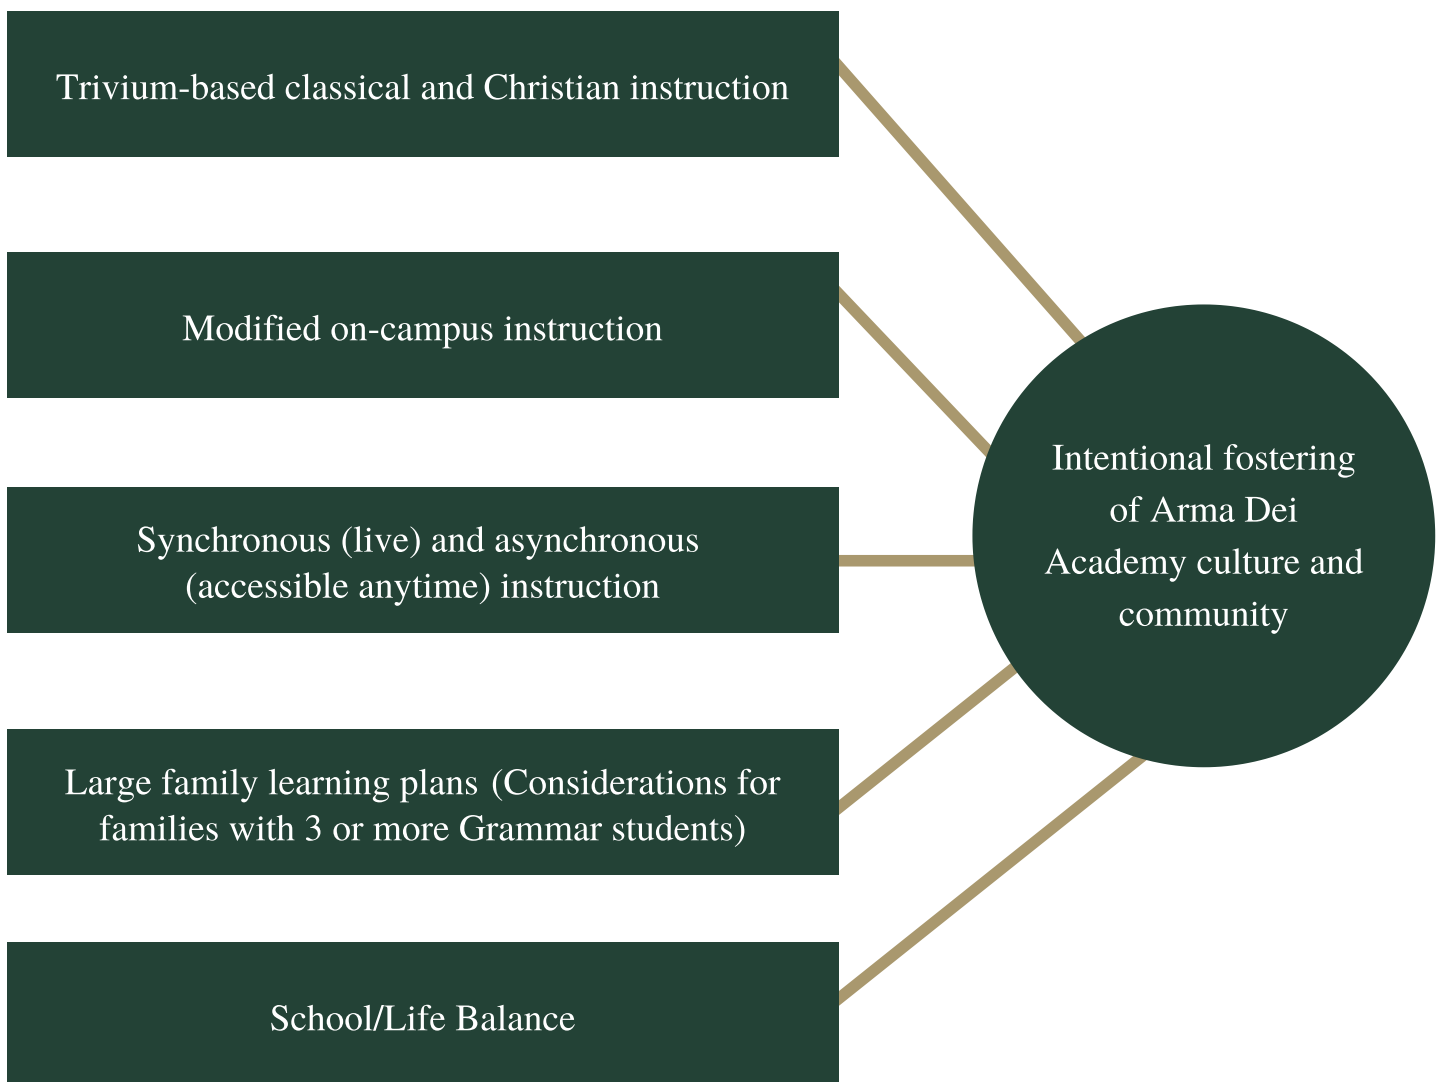 Trivium-based classical and Christian instruction
Modified on-campus instruction
Synchronous (live) and asynchronous
(accessible anytime) instruction
Large family learning plans (Considerations for
families with 3 or more Grammar students)
School/Life Balance
Intentional fostering
of Arma Dei
Academy culture and
community